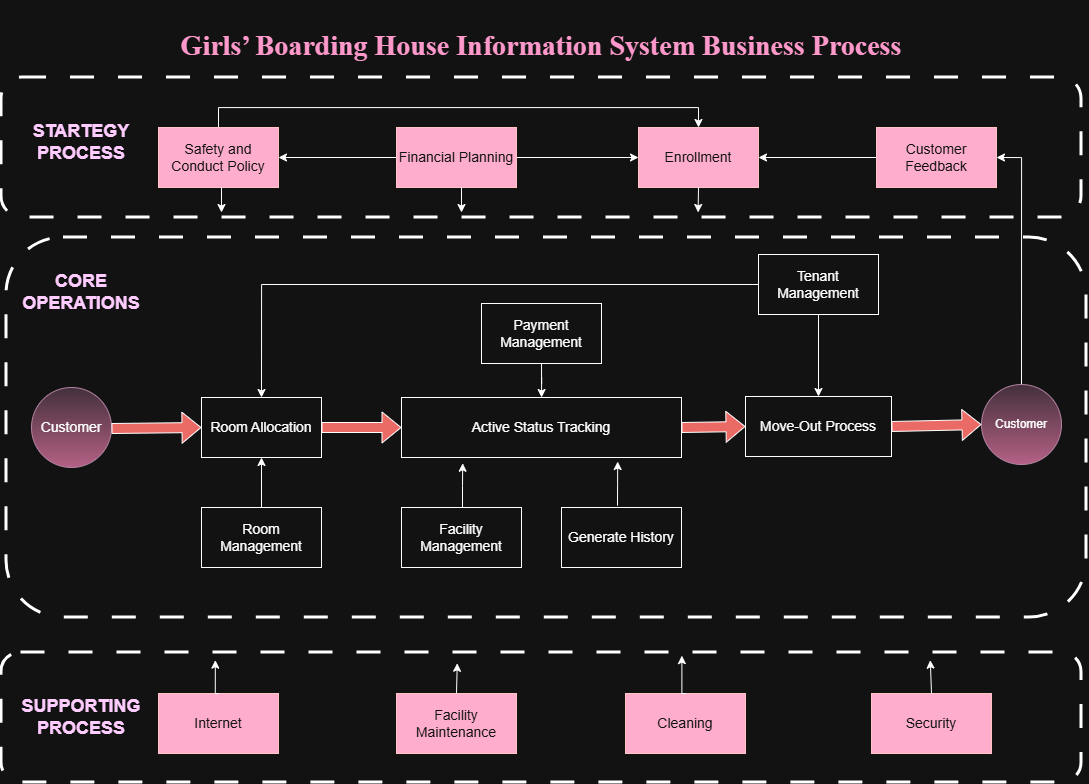 Girls’ Boarding House Information System Business Process
STARTEGY
PROCESS
Safety and
Conduct Policy
Financial Planning
Enrollment
Customer
Feedback
CORE
OPERATIONS
Tenant
Management
Payment
Management
Customer
Room Allocation
Active Status Tracking
Move-Out Process
Customer
Room
Management
Facility
Management
Generate History
SUPPORTING
PROCESS
Internet
Facility
Maintenance
Cleaning
Security